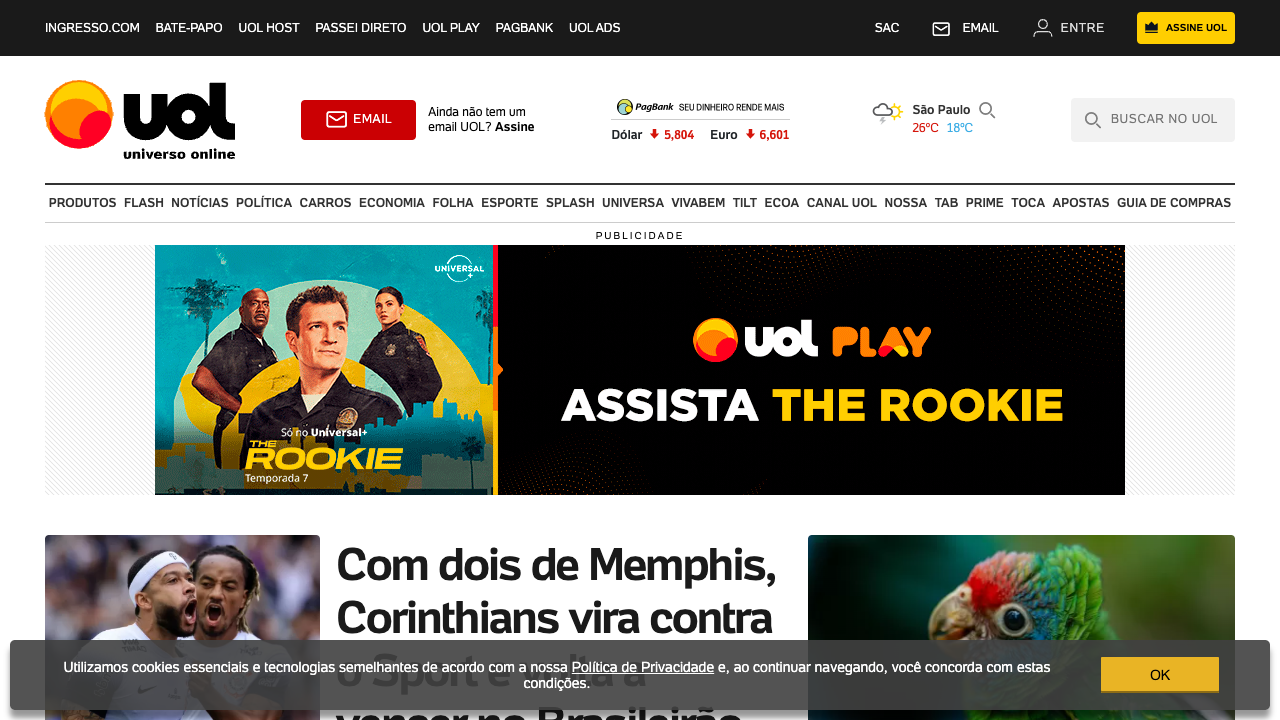 INGRESSO.COM BATE-PAPO UOL HOST PASSEI DIRETO UOL PLAY PAGBANK UOL ADS SAC EMAIL ENTRE ASSINE UOL
uol
universo online
EMAIL
Ainda não tem um
email UOL? Assine
PagBank SEU DINHEIRO RENDE MAIS
Dólar 5,804 Euro 6,601
São Paulo
26ºC 18ºC
BUSCAR NO UOL
PRODUTOS FLASH NOTÍCIAS POLÍTICA CARROS ECONOMIA FOLHA ESPORTE SPLASH UNIVERSA VIVABEM TILT ECOA CANAL UOL NOSSA TAB PRIME TOCA APOSTAS GUIA DE COMPRAS
PUBLICIDADE
UNIVERSAL+
Só no Universal+
THE
ROOKIE
Temporada 7
uol PLAY
ASSISTA THE ROOKIE
Com dois de Memphis,
Corinthians vira contra
o Sport e volta a
vencer no Brasileirão
Utilizamos cookies essenciais e tecnologias semelhantes de acordo com a nossa Política de Privacidade e, ao continuar navegando, você concorda com estas
condições.
OK